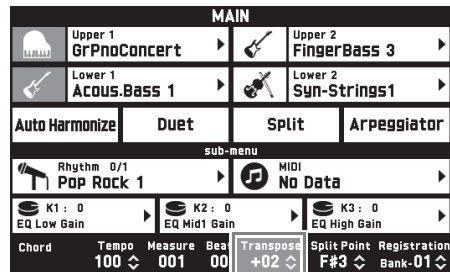 MAIN
Upper 1
GrPnoConcert
Upper 2
FingerBass 3
Lower 1
Acous.Bass 1
Lower 2
Syn-Strings1
Auto Harmonize Duet Split Arpeggiator
sub-menu
Rhythm 0/1
Pop Rock 1
MIDI
No Data
K1 : 0
EQ Low Gain
K2 : 0
EQ Mid1 Gain
K3 : 0
EQ High Gain
Chord Tempo Measure Beat Transpose Split Point Registration
100 001 00 +02 F#3 Bank-01